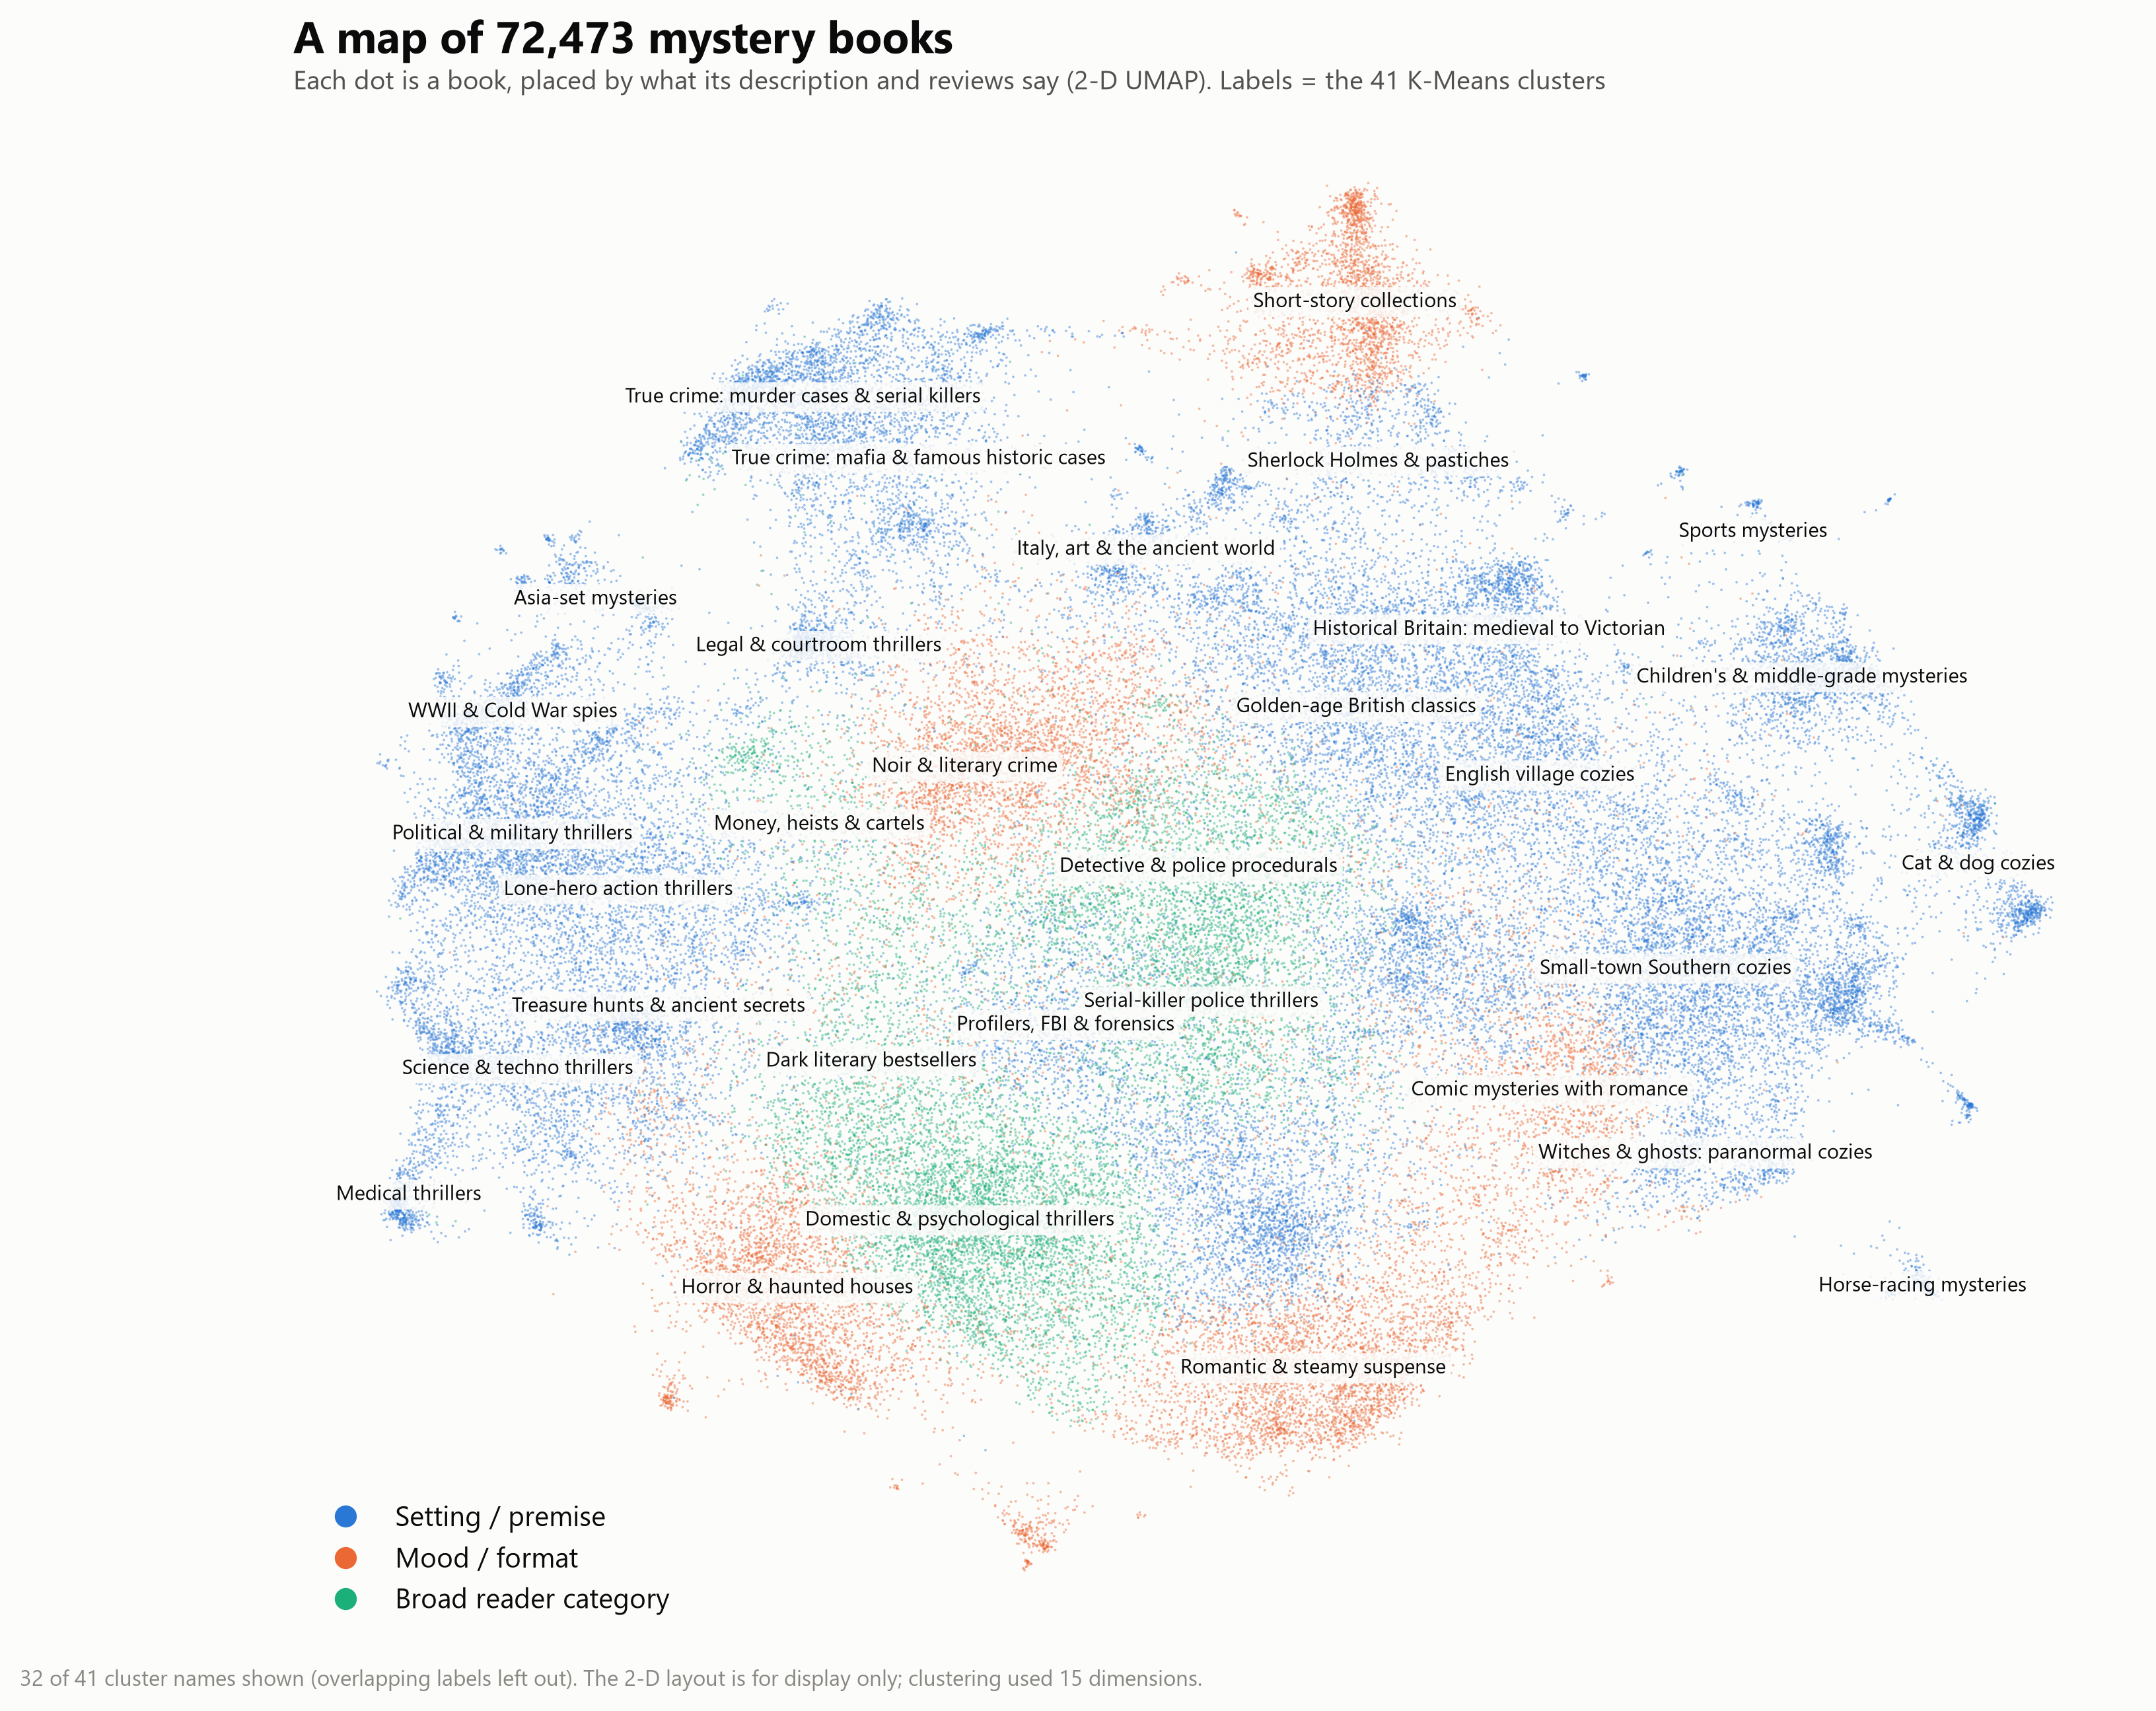 A map of 72,473 mystery books
Each dot is a book, placed by what its description and reviews say (2-D UMAP). Labels = the 41 K-Means clusters
Short-story collections
True crime: murder cases & serial killers
True crime: mafia & famous historic cases
Sherlock Holmes & pastiches
Sports mysteries
Italy, art & the ancient world
Asia-set mysteries
Historical Britain: medieval to Victorian
Legal & courtroom thrillers
Children's & middle-grade mysteries
Golden-age British classics
WWII & Cold War spies
Noir & literary crime
English village cozies
Money, heists & cartels
Political & military thrillers
Cat & dog cozies
Detective & police procedurals
Lone-hero action thrillers
Small-town Southern cozies
Serial-killer police thrillers
Treasure hunts & ancient secrets
Profilers, FBI & forensics
Dark literary bestsellers
Science & techno thrillers
Comic mysteries with romance
Witches & ghosts: paranormal cozies
Medical thrillers
Domestic & psychological thrillers
Horse-racing mysteries
Horror & haunted houses
Romantic & steamy suspense
Setting / premise
Mood / format
Broad reader category
32 of 41 cluster names shown (overlapping labels left out). The 2-D layout is for display only; clustering used 15 dimensions.